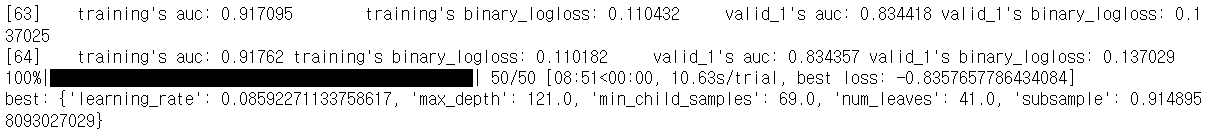 [63]    training's auc: 0.917095        training's binary_logloss: 0.110432     valid_1's auc: 0.834418 valid_1's binary_logloss: 0.1
37025
[64]    training's auc: 0.91762 training's binary_logloss: 0.110182     valid_1's auc: 0.834357 valid_1's binary_logloss: 0.137029
100%|██████████| 50/50 [08:51<00:00, 10.63s/trial, best loss: -0.8357657786434084]
best: {'learning_rate': 0.08592271133758617, 'max_depth': 121.0, 'min_child_samples': 69.0, 'num_leaves': 41.0, 'subsample': 0.914895
8093027029}